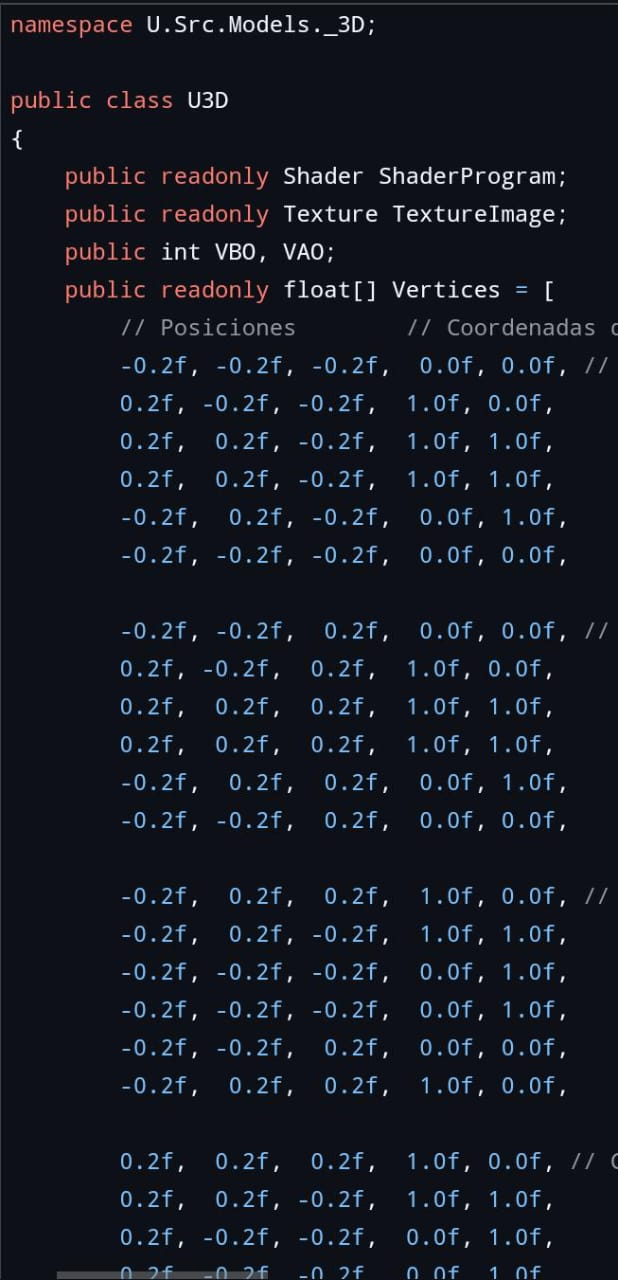 namespace U.Src.Models._3D;

public class U3D
{
    public readonly Shader ShaderProgram;
    public readonly Texture TextureImage;
    public int VBO, VAO;
    public readonly float[] Vertices = [
        // Posiciones        // Coordenadas
        -0.2f, -0.2f, -0.2f,  0.0f, 0.0f, //
        0.2f, -0.2f, -0.2f,  1.0f, 0.0f,
        0.2f,  0.2f, -0.2f,  1.0f, 1.0f,
        0.2f,  0.2f, -0.2f,  1.0f, 1.0f,
        -0.2f,  0.2f, -0.2f,  0.0f, 1.0f,
        -0.2f, -0.2f, -0.2f,  0.0f, 0.0f,

        -0.2f, -0.2f,  0.2f,  0.0f, 0.0f, //
        0.2f, -0.2f,  0.2f,  1.0f, 0.0f,
        0.2f,  0.2f,  0.2f,  1.0f, 1.0f,
        0.2f,  0.2f,  0.2f,  1.0f, 1.0f,
        -0.2f,  0.2f,  0.2f,  0.0f, 1.0f,
        -0.2f, -0.2f,  0.2f,  0.0f, 0.0f,

        -0.2f,  0.2f,  0.2f,  1.0f, 0.0f, //
        -0.2f,  0.2f, -0.2f,  1.0f, 1.0f,
        -0.2f, -0.2f, -0.2f,  0.0f, 1.0f,
        -0.2f, -0.2f, -0.2f,  0.0f, 1.0f,
        -0.2f, -0.2f,  0.2f,  0.0f, 0.0f,
        -0.2f,  0.2f,  0.2f,  1.0f, 0.0f,

        0.2f,  0.2f,  0.2f,  1.0f, 0.0f, //
        0.2f,  0.2f, -0.2f,  1.0f, 1.0f,
        0.2f, -0.2f, -0.2f,  0.0f, 1.0f,
        0.2f, -0.2f, -0.2f,  0.0f, 1.0f,